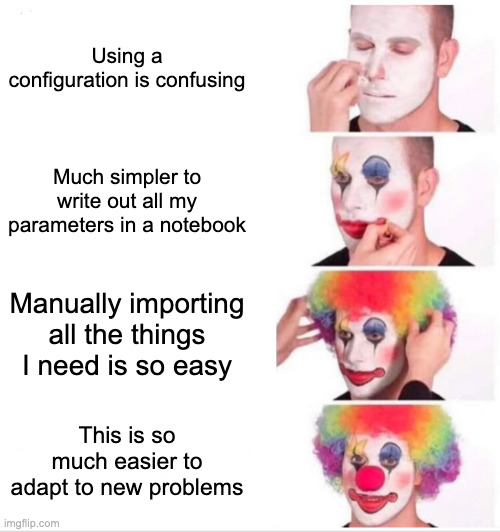 Using a
configuration is confusing
Much simpler to
write out all my
parameters in a notebook
Manually importing
all the things
I need is so easy
This is so
much easier to
adapt to new problems
imgflip.com